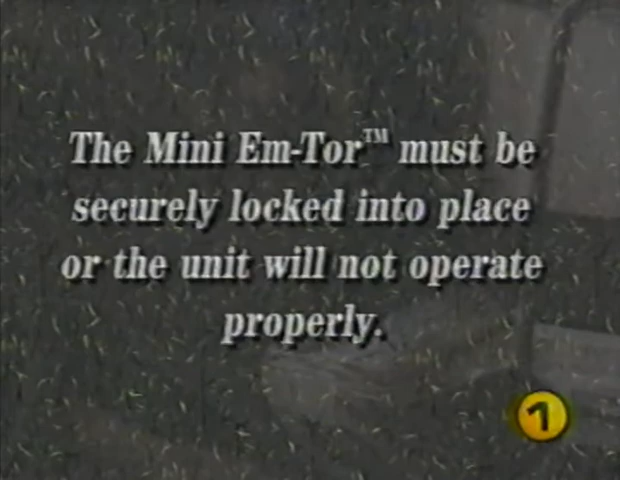 The Mini Em-Tor™ must be
securely locked into place
or the unit will not operate
properly.
1